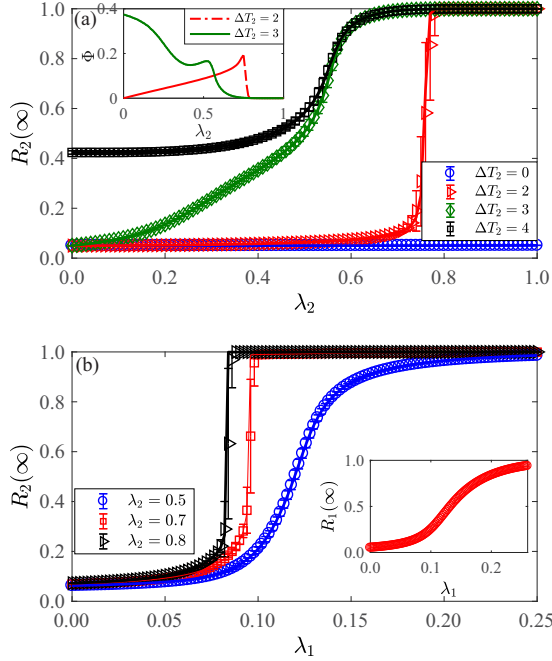 (a)
R₂(∞)
1.0
0.8
0.6
0.4
0.2
0.0
0.0 0.2 0.4 0.6 0.8 1.0
λ₂
Φ
0.4
0.2
0
0 0.5 1
λ₂
ΔT₂ = 2
ΔT₂ = 3
ΔT₂ = 0
ΔT₂ = 2
ΔT₂ = 3
ΔT₂ = 4
(b)
R₂(∞)
1.0
0.8
0.6
0.4
0.2
0.0
0.00 0.05 0.10 0.15 0.20 0.25
λ₁
λ₂ = 0.5
λ₂ = 0.7
λ₂ = 0.8
R₁(∞)
1.0
0.5
0.0
0.0 0.1 0.2
λ₁